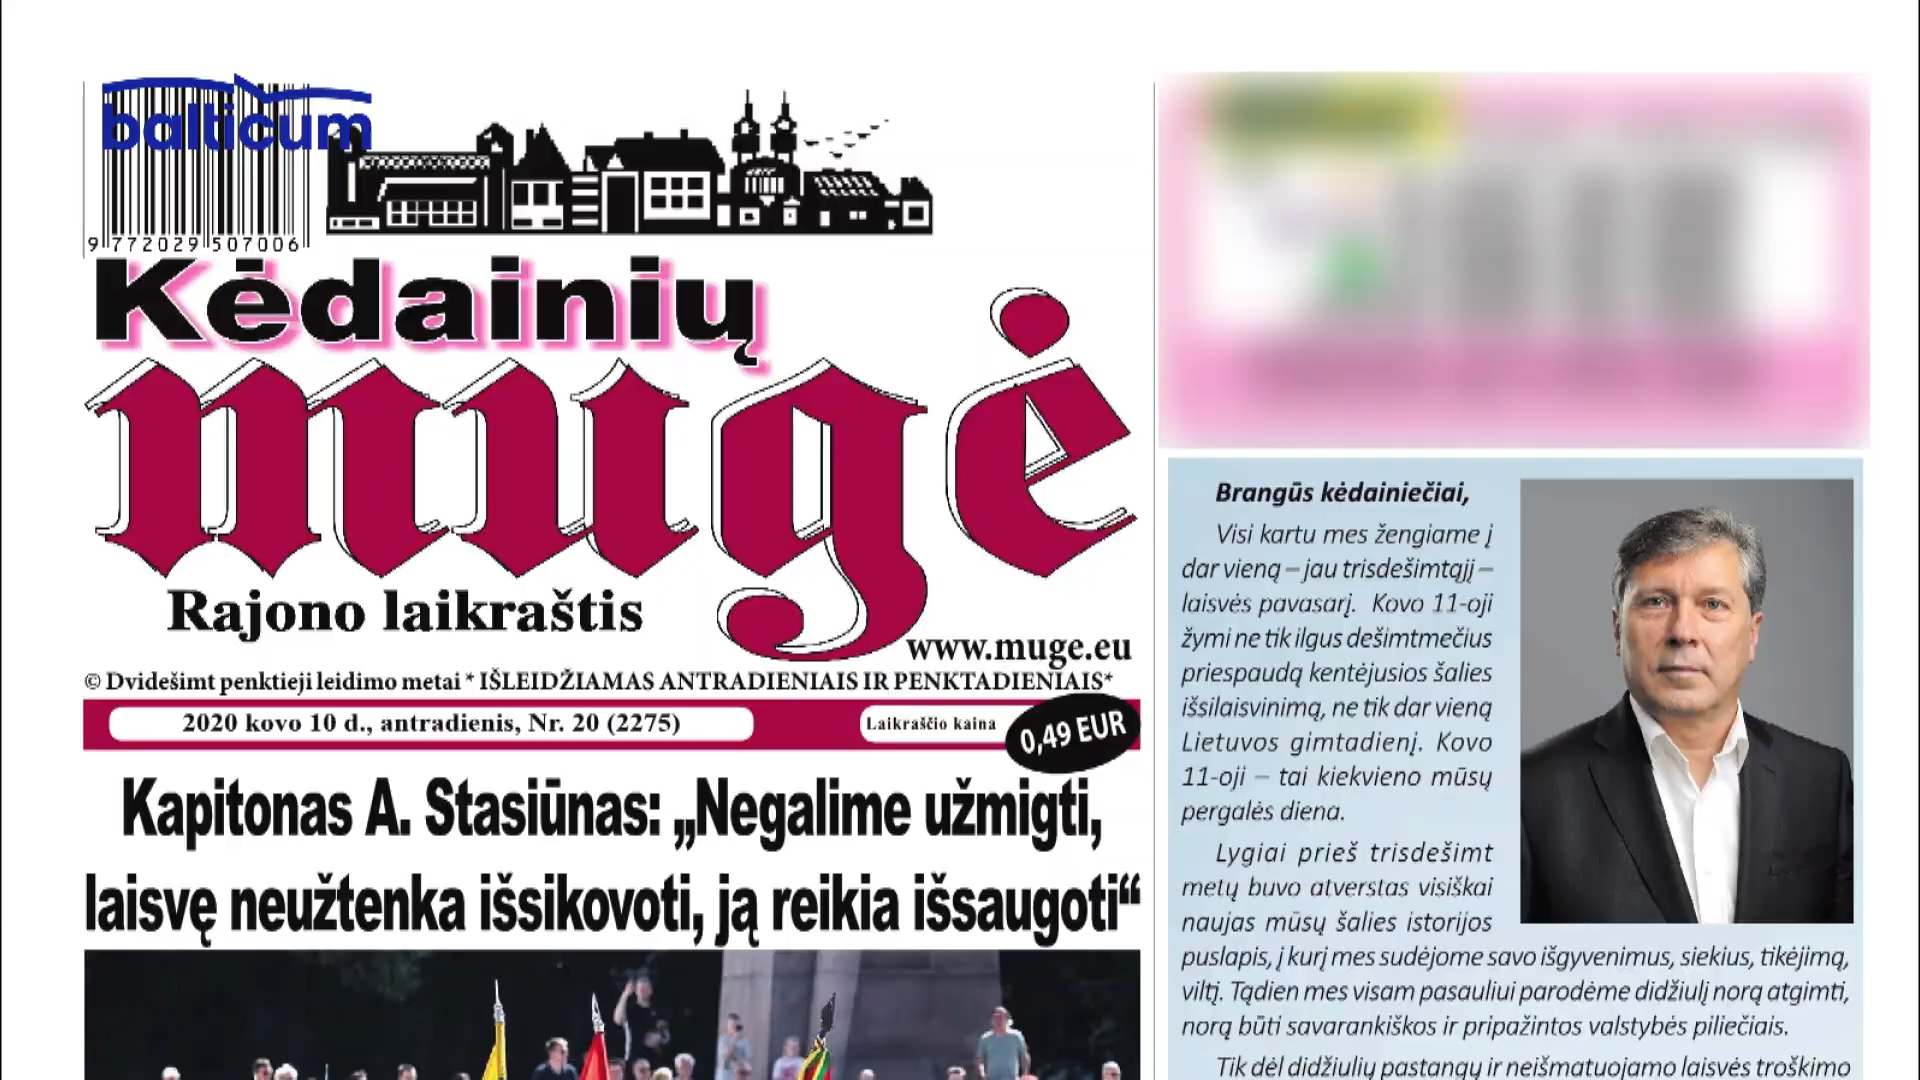 balticum
9 772029 507006
Kėdainių
mugė
Rajono laikraštis
www.muge.eu
© Dvidešimt penktieji leidimo metai * IŠLEIDŽIAMAS ANTRADIENIAIS IR PENKTADIENIAIS*
2020 kovo 10 d., antradienis, Nr. 20 (2275)
Laikraščio kaina
0,49 EUR
Kapitonas A. Stasiūnas: „Negalime užmigti,
laisvę neužtenka išsikovoti, ją reikia išsaugoti“
Brangūs kėdainiečiai,
Visi kartu mes žengiame į
dar vieną – jau trisdešimtąjį –
laisvės pavasarį. Kovo 11-oji
žymi ne tik ilgus dešimtmečius
priespaudą kentėjusios šalies
išsilaisvinimą, ne tik dar vieną
Lietuvos gimtadienį. Kovo
11-oji – tai kiekvieno mūsų
pergalės diena.
Lygiai prieš trisdešimt
metų buvo atverstas visiškai
naujas mūsų šalies istorijos
puslapis, į kurį mes sudėjome savo išgyvenimus, siekius, tikėjimą,
viltį. Tądien mes visam pasauliui parodėme didžiulį norą atgimti,
norą būti savarankiškos ir pripažintos valstybės piliečiais.
Tik dėl didžiulių pastangų ir neišmatuojamo laisvės troškimo